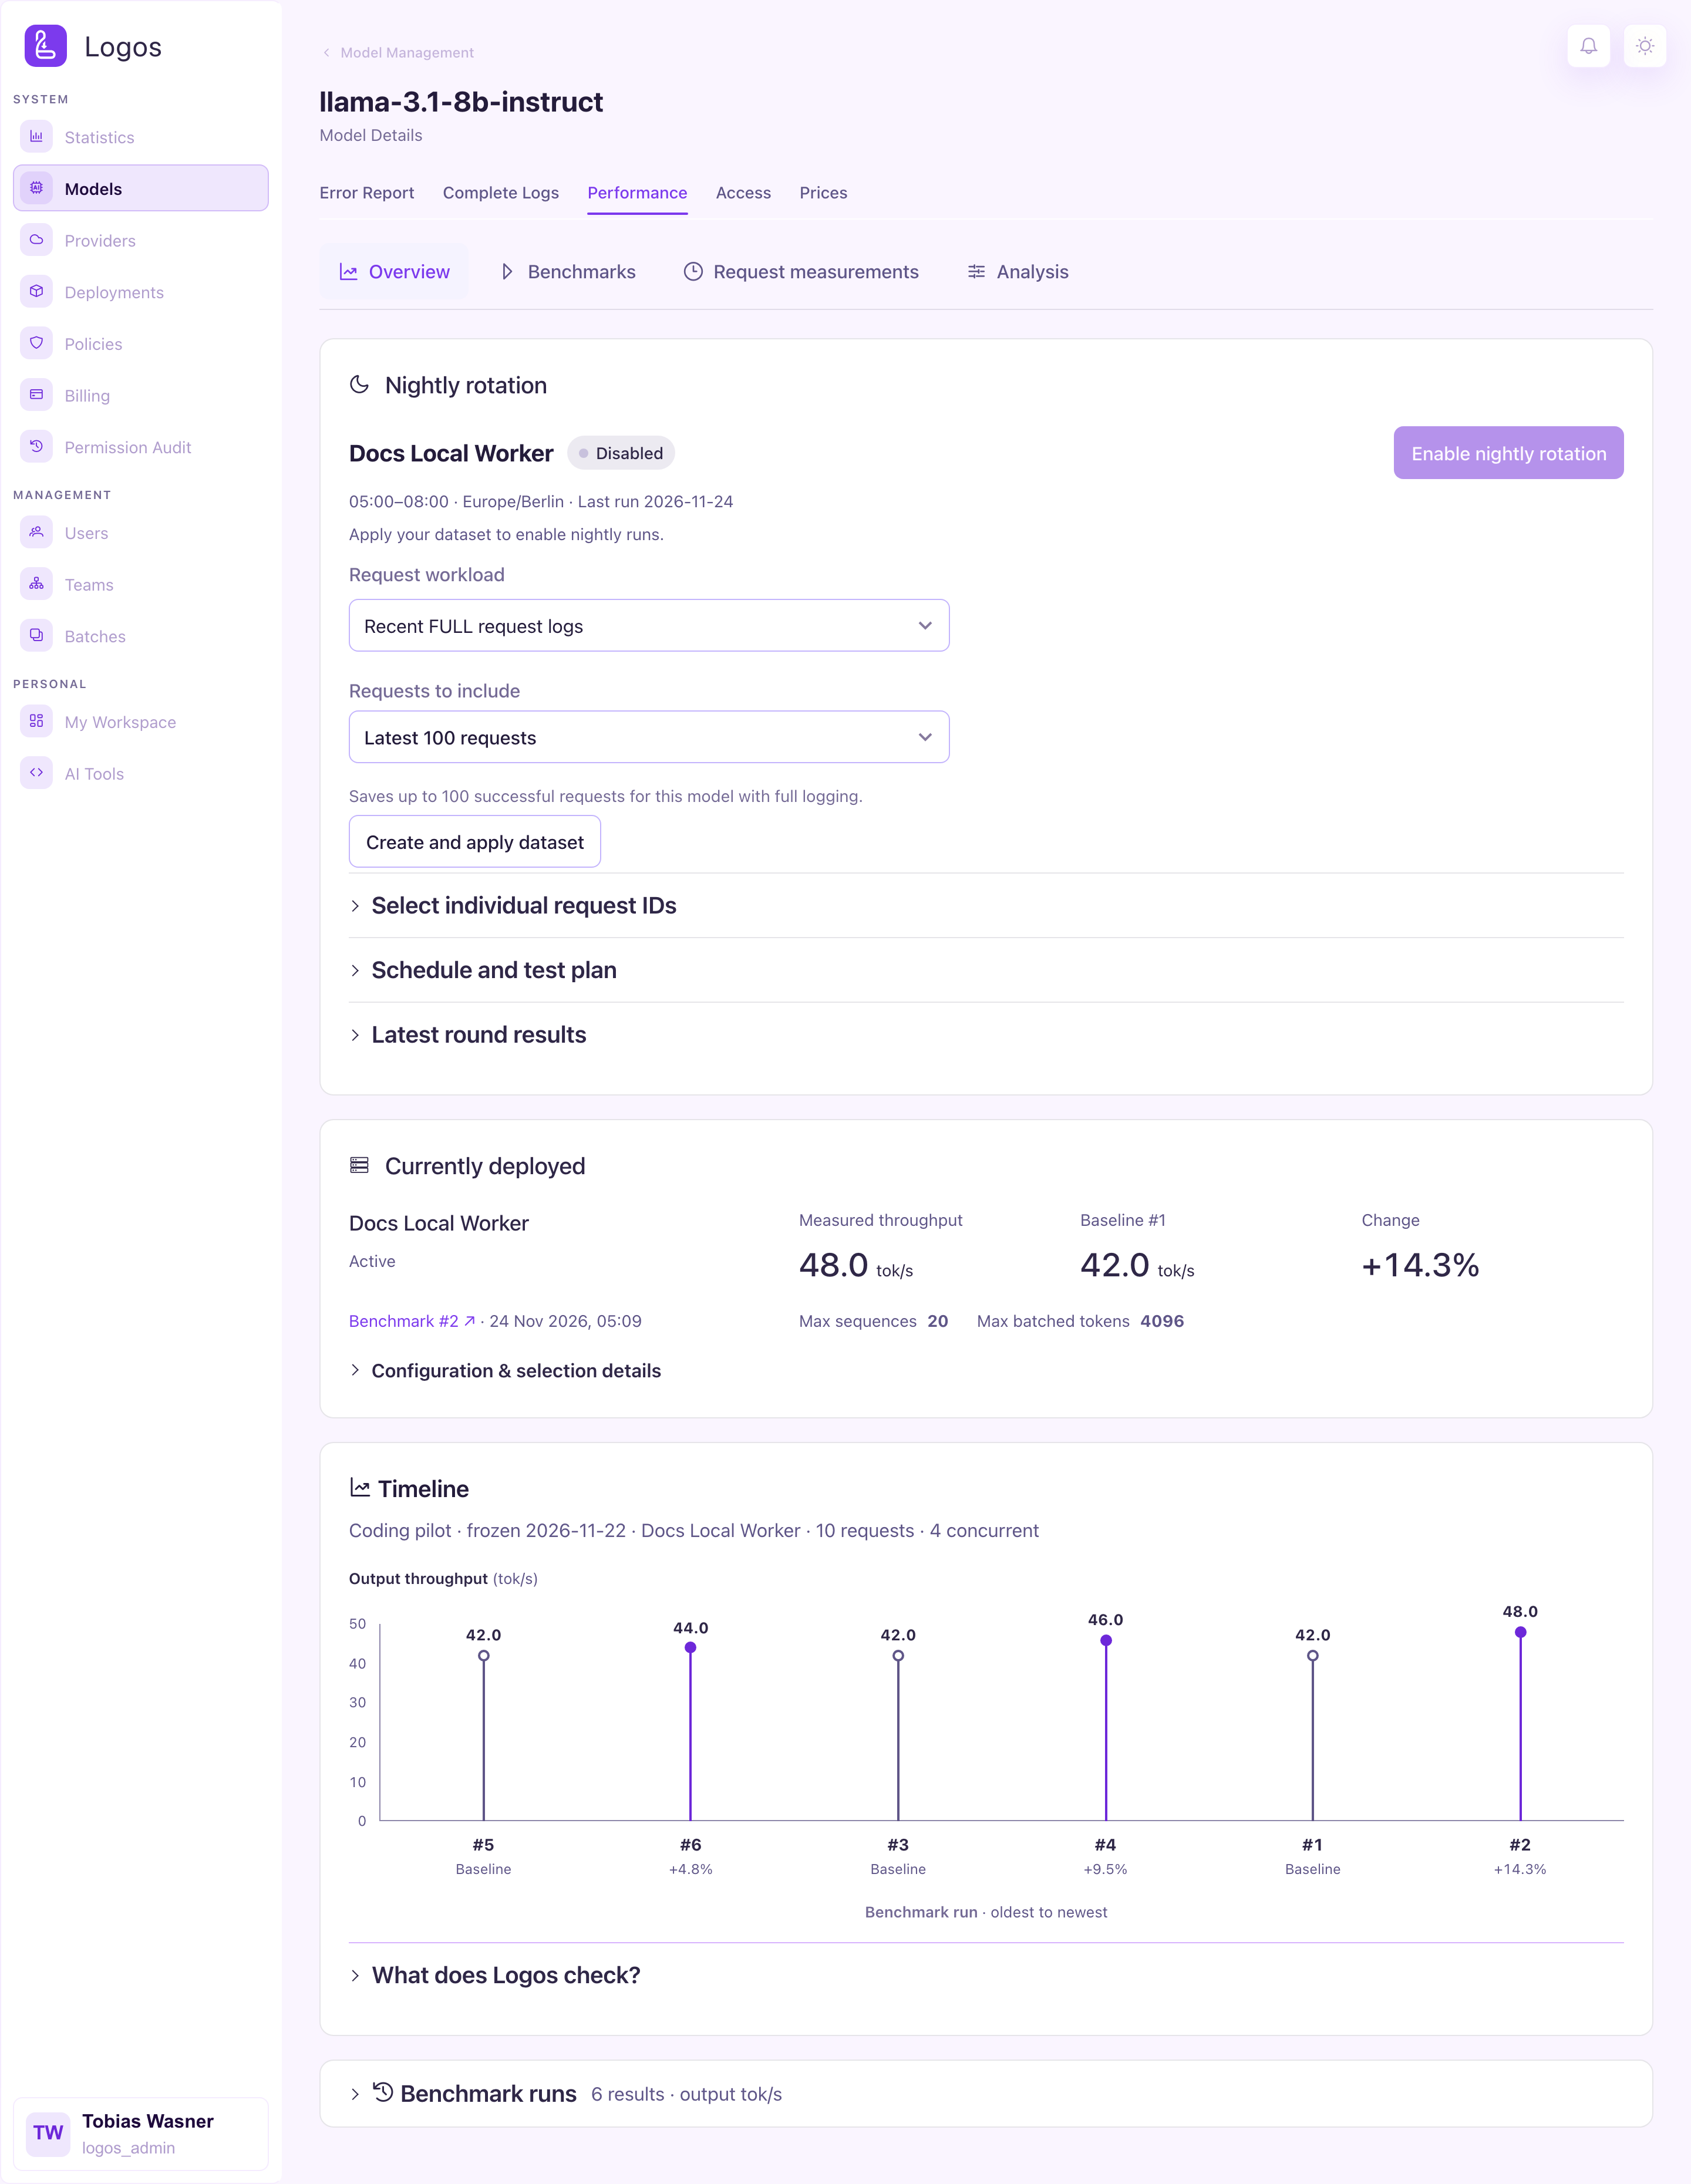 Logos
SYSTEM
Statistics
Models
Providers
Deployments
Policies
Billing
Permission Audit
MANAGEMENT
Users
Teams
Batches
PERSONAL
My Workspace
AI Tools
TW
Tobias Wasner
logos_admin
Model Management
llama-3.1-8b-instruct
Model Details
Error Report Complete Logs Performance Access Prices
Overview Benchmarks Request measurements Analysis
Nightly rotation
Docs Local Worker Disabled Enable nightly rotation
05:00–08:00 · Europe/Berlin · Last run 2026-11-24
Apply your dataset to enable nightly runs.
Request workload
Recent FULL request logs
Requests to include
Latest 100 requests
Saves up to 100 successful requests for this model with full logging.
Create and apply dataset
Select individual request IDs
Schedule and test plan
Latest round results
Currently deployed
Docs Local Worker Measured throughput Baseline #1 Change
Active 48.0 tok/s 42.0 tok/s +14.3%
Benchmark #2 ↗ · 24 Nov 2026, 05:09 Max sequences 20 Max batched tokens 4096
Configuration & selection details
Timeline
Coding pilot · frozen 2026-11-22 · Docs Local Worker · 10 requests · 4 concurrent
Output throughput (tok/s)
50
40
30
20
10
0
42.0 44.0 42.0 46.0 42.0 48.0
#5 #6 #3 #4 #1 #2
Baseline +4.8% Baseline +9.5% Baseline +14.3%
Benchmark run · oldest to newest
What does Logos check?
Benchmark runs 6 results · output tok/s